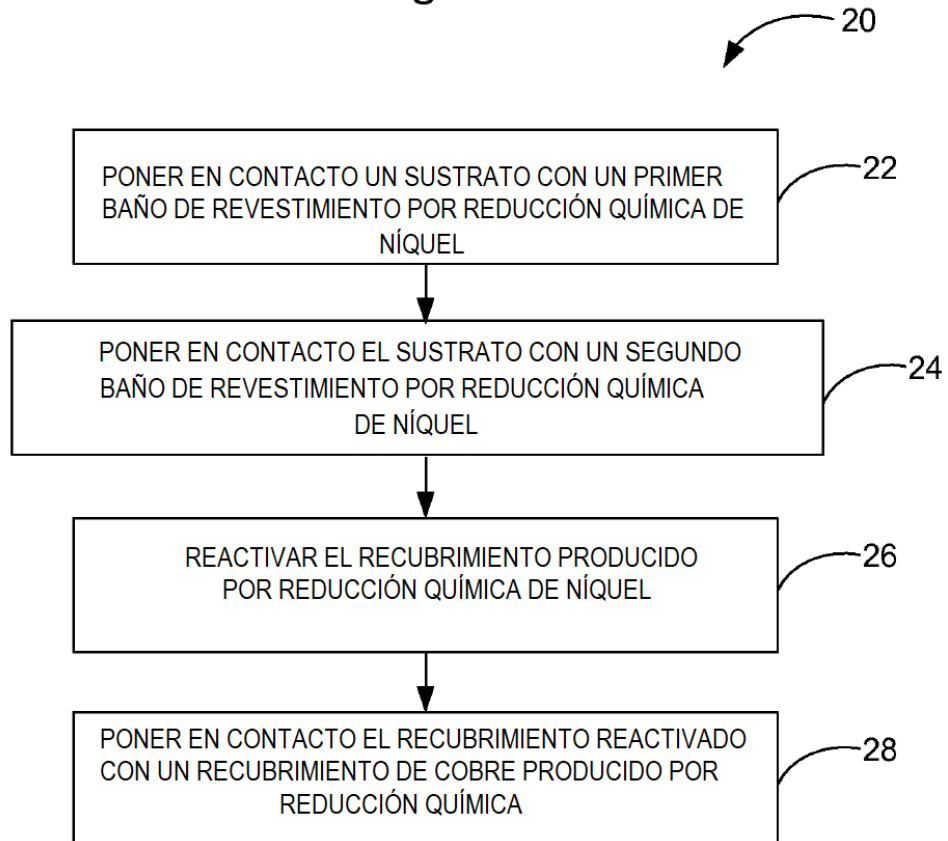 20
PONER EN CONTACTO UN SUSTRATO CON UN PRIMER
BAÑO DE REVESTIMIENTO POR REDUCCIÓN QUÍMICA DE
NÍQUEL
22
PONER EN CONTACTO EL SUSTRATO CON UN SEGUNDO
BAÑO DE REVESTIMIENTO POR REDUCCIÓN QUÍMICA
DE NÍQUEL
24
REACTIVAR EL RECUBRIMIENTO PRODUCIDO
POR REDUCCIÓN QUÍMICA DE NÍQUEL
26
PONER EN CONTACTO EL RECUBRIMIENTO REACTIVADO
CON UN RECUBRIMIENTO DE COBRE PRODUCIDO POR
REDUCCIÓN QUÍMICA
28